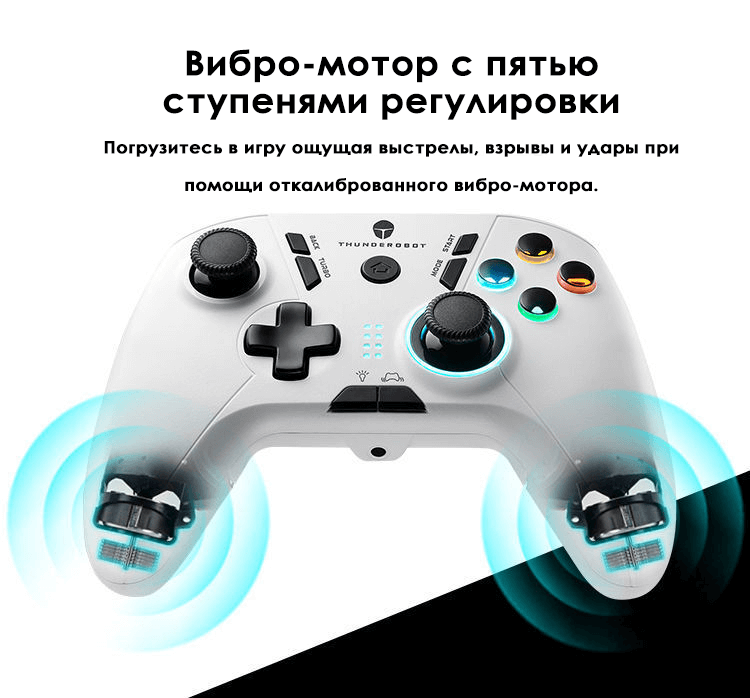 Вибро-мотор с пятью
ступенями регулировки
Погрузитесь в игру ощущая выстрелы, взрывы и удары при
помощи откалиброванного вибро-мотора.
THUNDEROBOT
BACK
TURBO
START
MODE